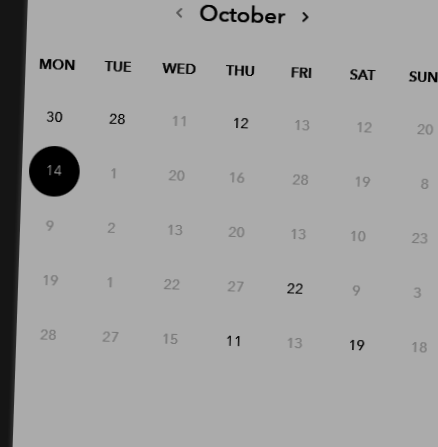 ‹ October ›
MON TUE WED THU FRI SAT SUN
30 28 11 12 13 12 20
14 1 20 16 28 19 8
9 2 13 20 13 10 23
19 1 22 27 22 9 3
28 27 15 11 13 19 18